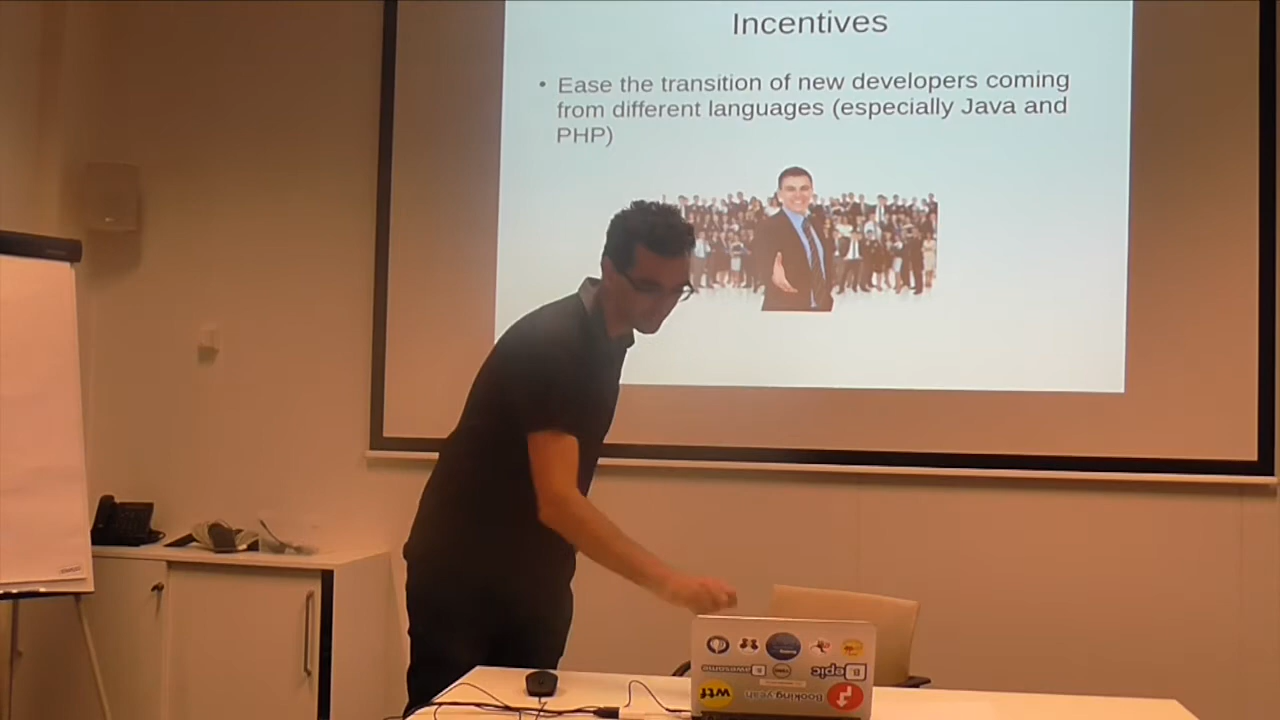 Incentives
• Ease the transition of new developers coming
from different languages (especially Java and
PHP)
awesome
epic
wtf
Booking yeah